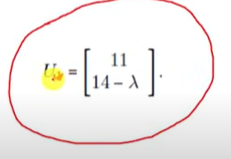 U = [ 11
14 − λ ].